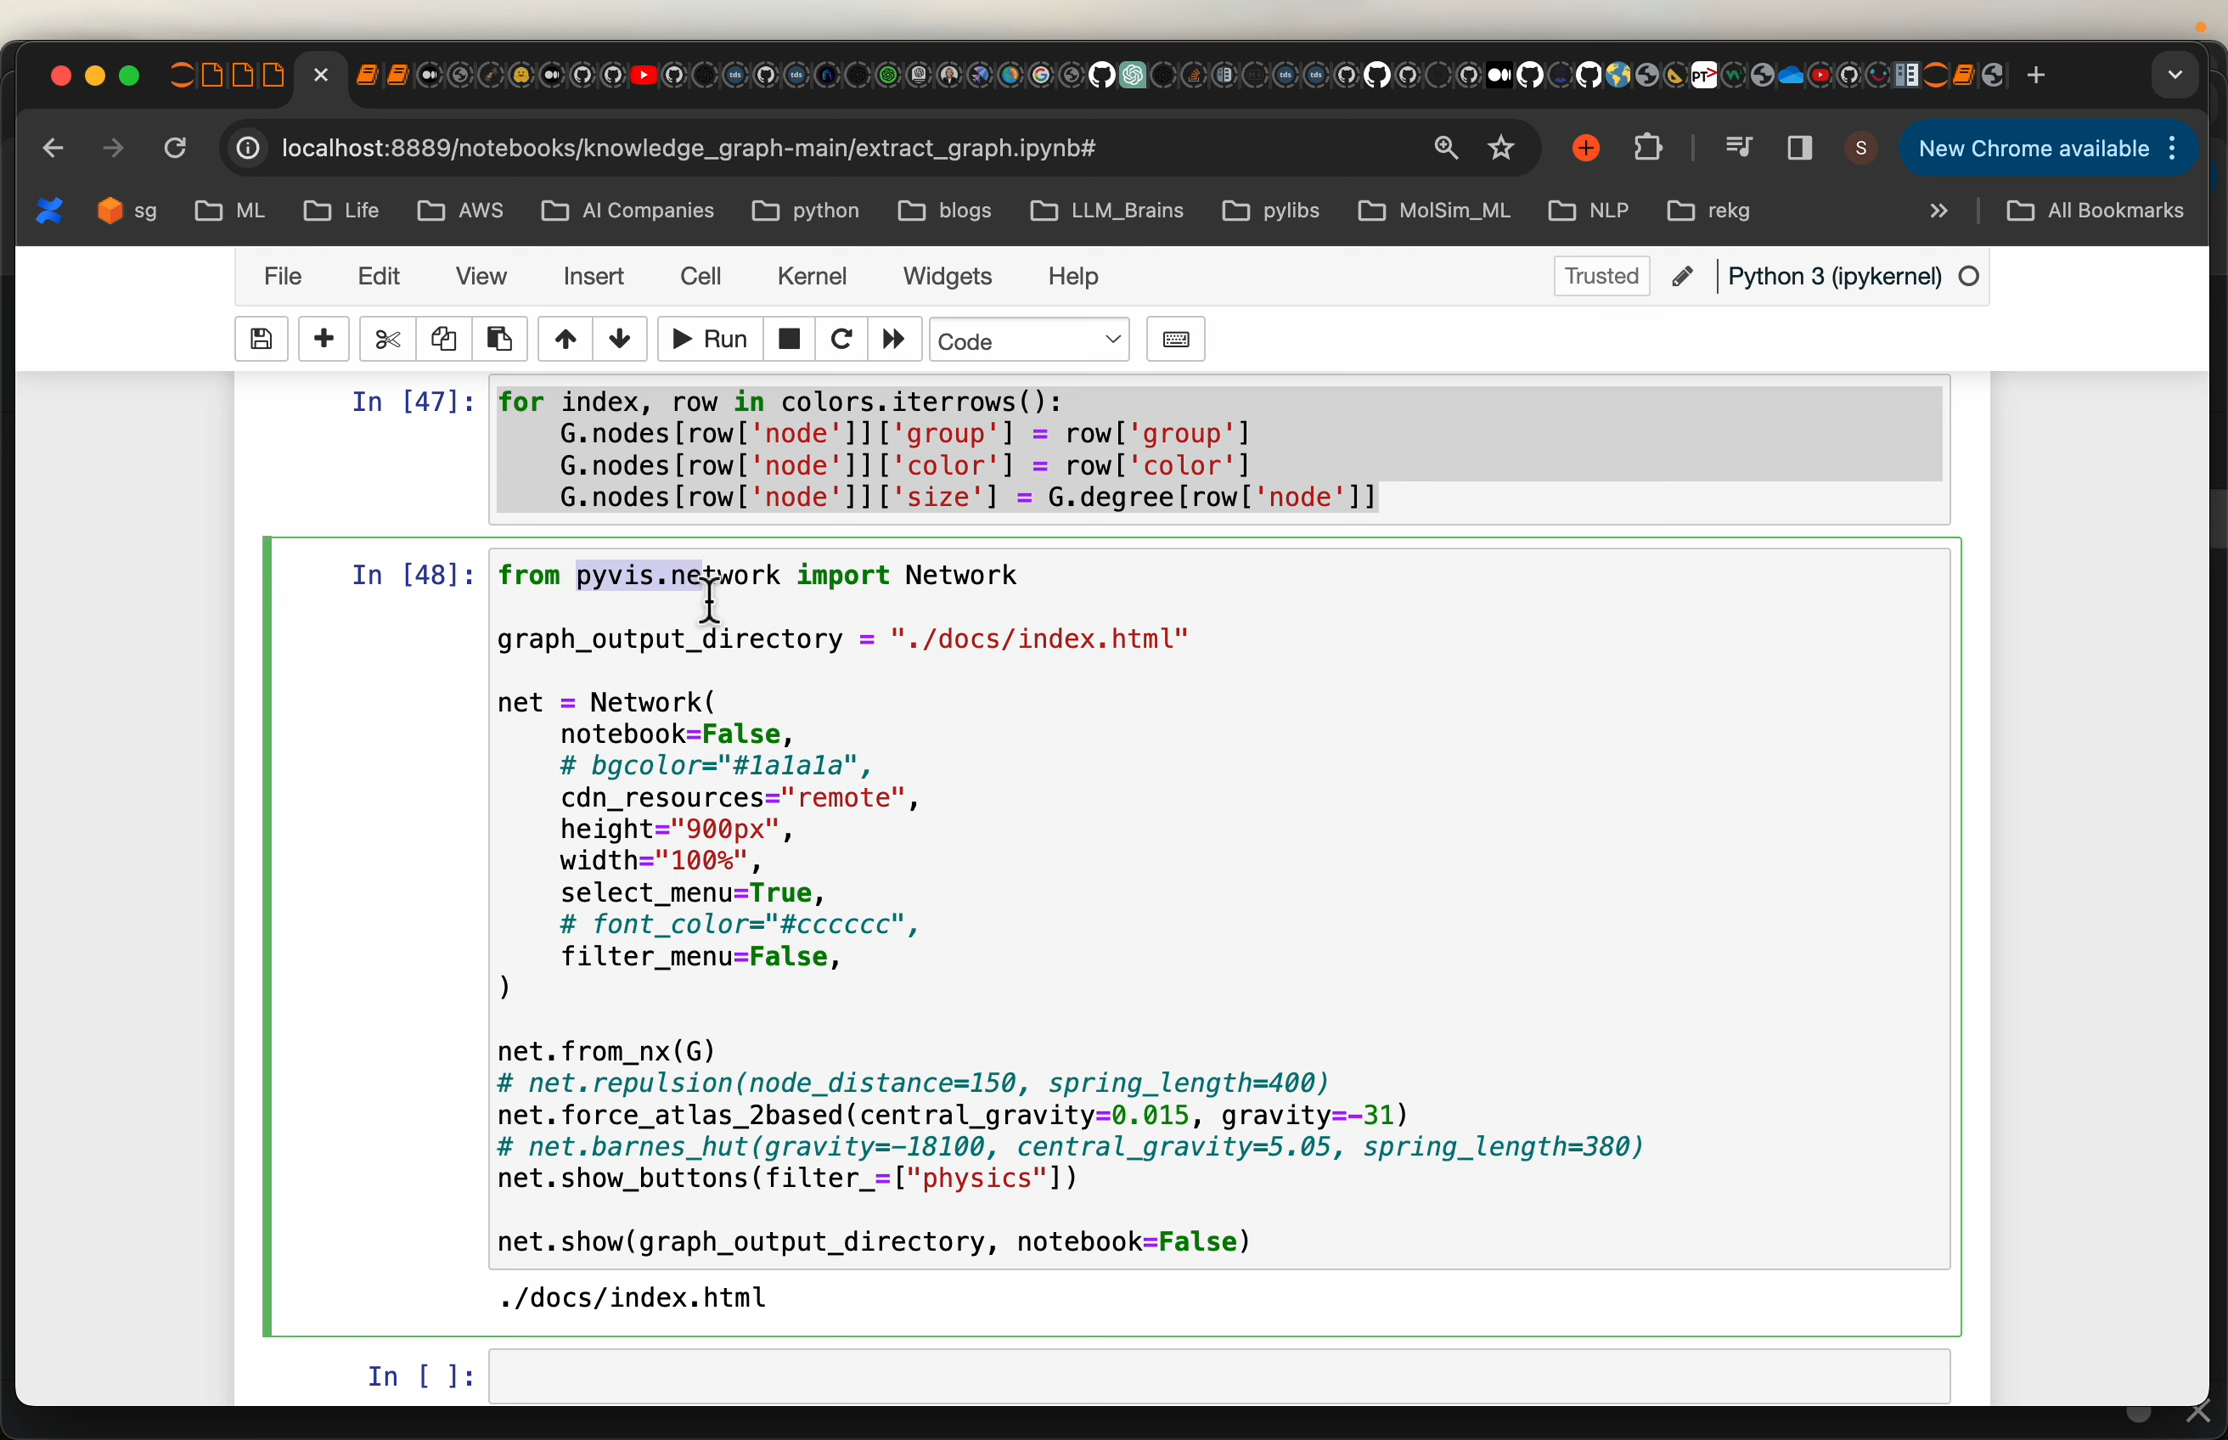 localhost:8889/notebooks/knowledge_graph-main/extract_graph.ipynb#
S
New Chrome available
sg ML Life AWS AI Companies python blogs LLM_Brains pylibs MolSim_ML NLP rekg » All Bookmarks
File Edit View Insert Cell Kernel Widgets Help Trusted Python 3 (ipykernel)
Run Code
In [47]: for index, row in colors.iterrows():
    G.nodes[row['node']]['group'] = row['group']
    G.nodes[row['node']]['color'] = row['color']
    G.nodes[row['node']]['size'] = G.degree[row['node']]
In [48]: from pyvis.network import Network
graph_output_directory = "./docs/index.html"
net = Network(
    notebook=False,
    # bgcolor="#1a1a1a",
    cdn_resources="remote",
    height="900px",
    width="100%",
    select_menu=True,
    # font_color="#cccccc",
    filter_menu=False,
)
net.from_nx(G)
# net.repulsion(node_distance=150, spring_length=400)
net.force_atlas_2based(central_gravity=0.015, gravity=-31)
# net.barnes_hut(gravity=-18100, central_gravity=5.05, spring_length=380)
net.show_buttons(filter_=["physics"])
net.show(graph_output_directory, notebook=False)
./docs/index.html
In [ ]: